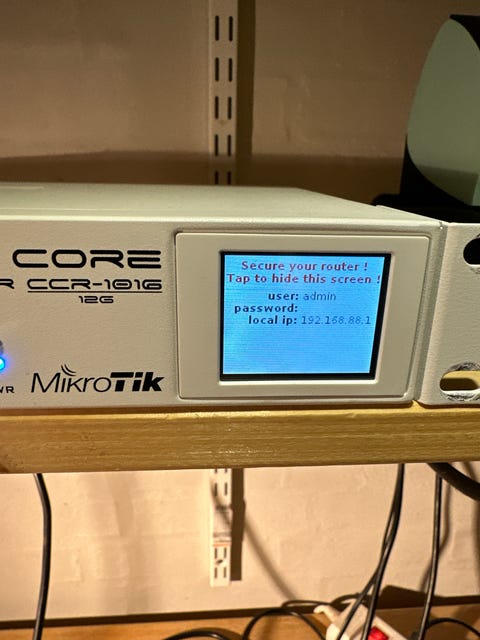 CORE
R CCR-1016
12G
WR
MikroTik
Secure your router !
Tap to hide this screen !
user: admin
password:
local ip: 192.168.88.1